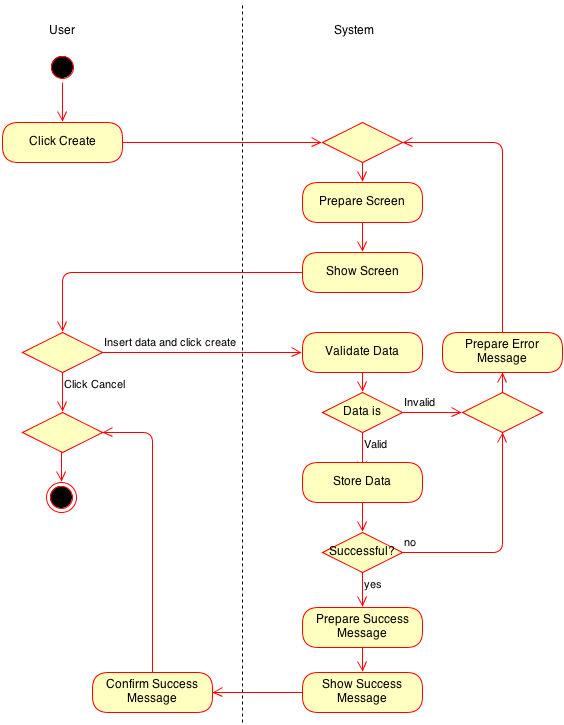 User
System
Click Create
Prepare Screen
Show Screen
Insert data and click create
Validate Data
Prepare Error
Message
Click Cancel
Data is
Invalid
Valid
Store Data
Successful?
no
yes
Prepare Success
Message
Confirm Success
Message
Show Success
Message